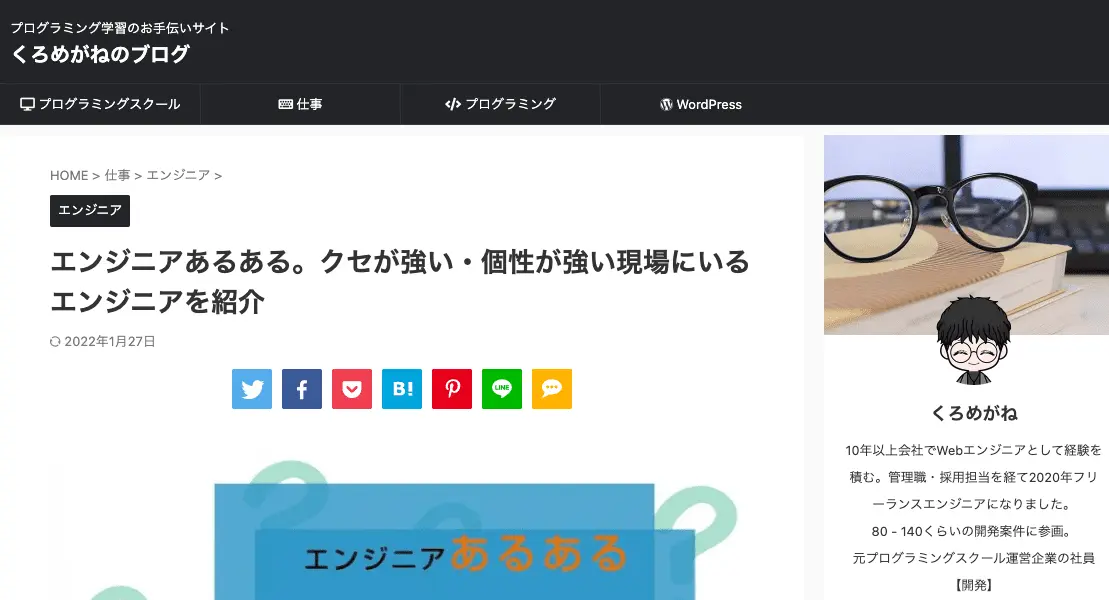 プログラミング学習のお手伝いサイト
くろめがねのブログ
プログラミングスクール
仕事
プログラミング
WordPress
HOME > 仕事 > エンジニア >
エンジニア
エンジニアあるある。クセが強い・個性が強い現場にいる
エンジニアを紹介
2022年1月27日
B!
LINE
エンジニアあるある
くろめがね
10年以上会社でWebエンジニアとして経験を
積む。管理職・採用担当を経て2020年フリ
ーランスエンジニアになりました。
80 - 140くらいの開発案件に参画。
元プログラミングスクール運営企業の社員
【開発】